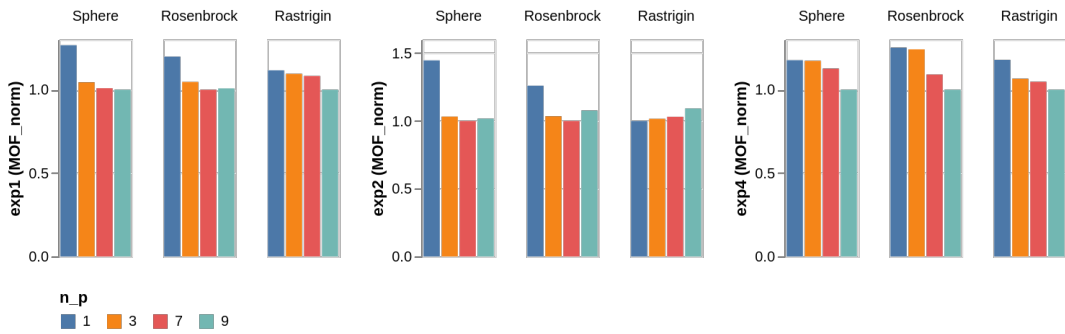 Sphere Rosenbrock Rastrigin
exp1 (MOF_norm)
1.0
0.5
0.0
Sphere Rosenbrock Rastrigin
exp2 (MOF_norm)
1.5
1.0
0.5
0.0
Sphere Rosenbrock Rastrigin
exp4 (MOF_norm)
1.0
0.5
0.0
n_p
1 3 7 9